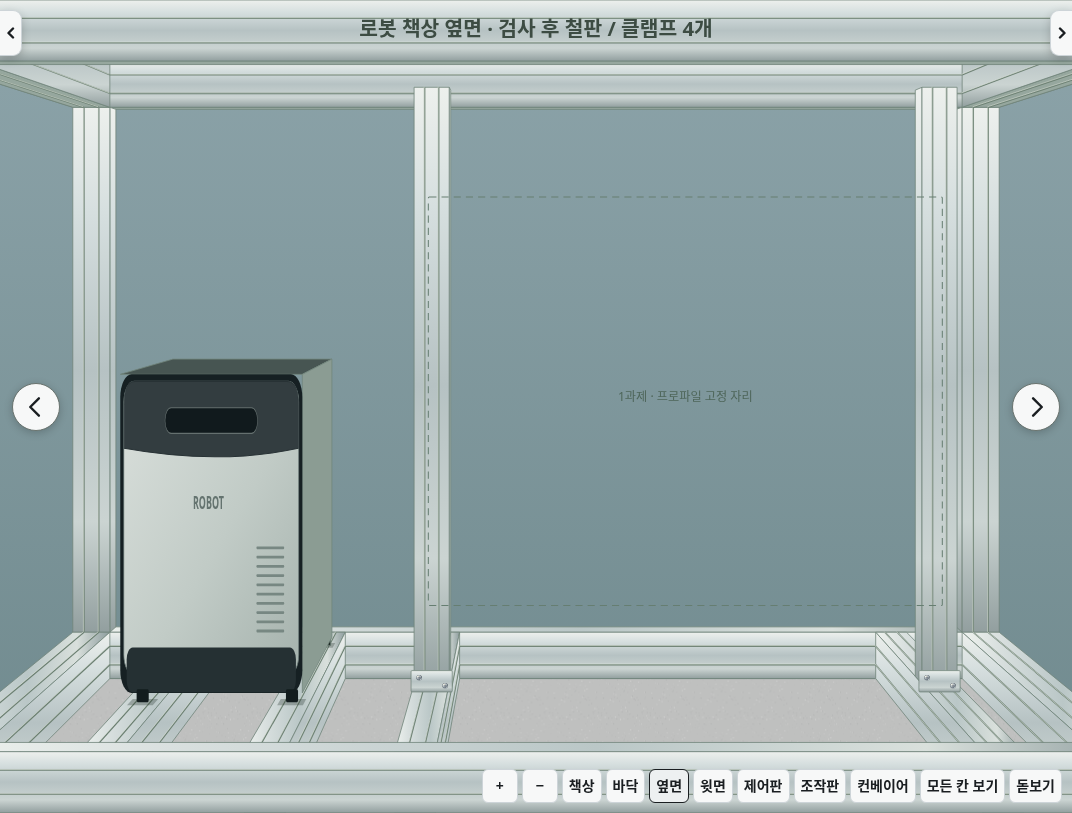 로봇 책상 옆면 · 검사 후 철판 / 클램프 4개
1과제 · 프로파일 고정 자리
ROBOT
+ − 책상 바닥 옆면 윗면 제어판 조작판 컨베이어 모든 칸 보기 돋보기